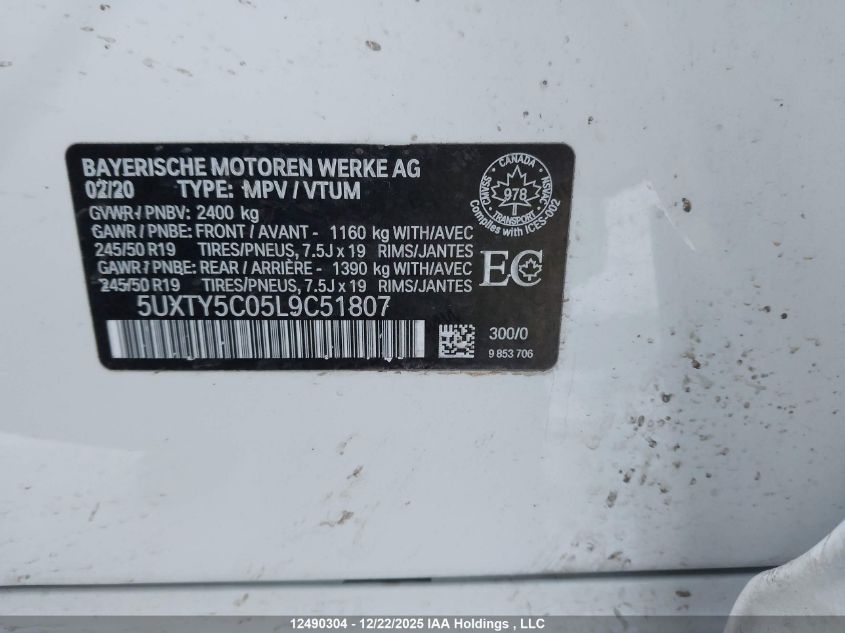 BAYERISCHE MOTOREN WERKE AG
02/20 TYPE: MPV / VTUM
GVWR / PNBV: 2400 kg
GAWR / PNBE: FRONT / AVANT - 1160 kg WITH/AVEC
245/50 R19 TIRES/PNEUS, 7.5J x 19 RIMS/JANTES
GAWR / PNBE: REAR / ARRIÈRE - 1390 kg WITH/AVEC
245/50 R19 TIRES/PNEUS, 7.5J x 19 RIMS/JANTES
5UXTY5C05L9C51807
CANADA
CMVSS
978
NSVAC
TRANSPORT
Complies with ICES-002
EC
300/0
9 853 706
12490304 - 12/22/2025 IAA Holdings , LLC